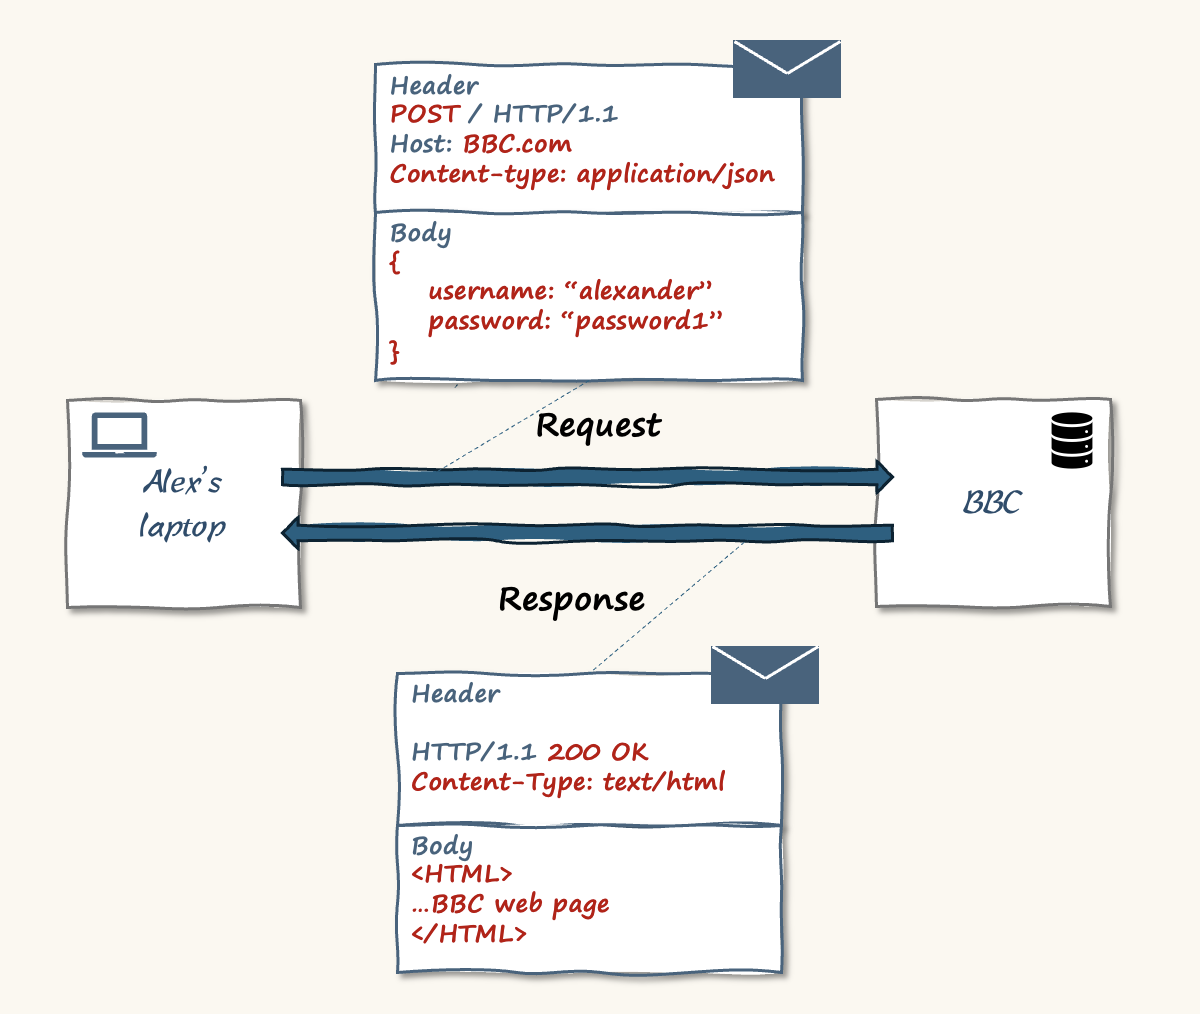 Header
POST / HTTP/1.1
Host: BBC.com
Content-type: application/json
Body
{
username: “alexander”
password: “password1”
}
Request
Alex’s
laptop
BBC
Response
Header
HTTP/1.1 200 OK
Content-Type: text/html
Body
<HTML>
...BBC web page
</HTML>